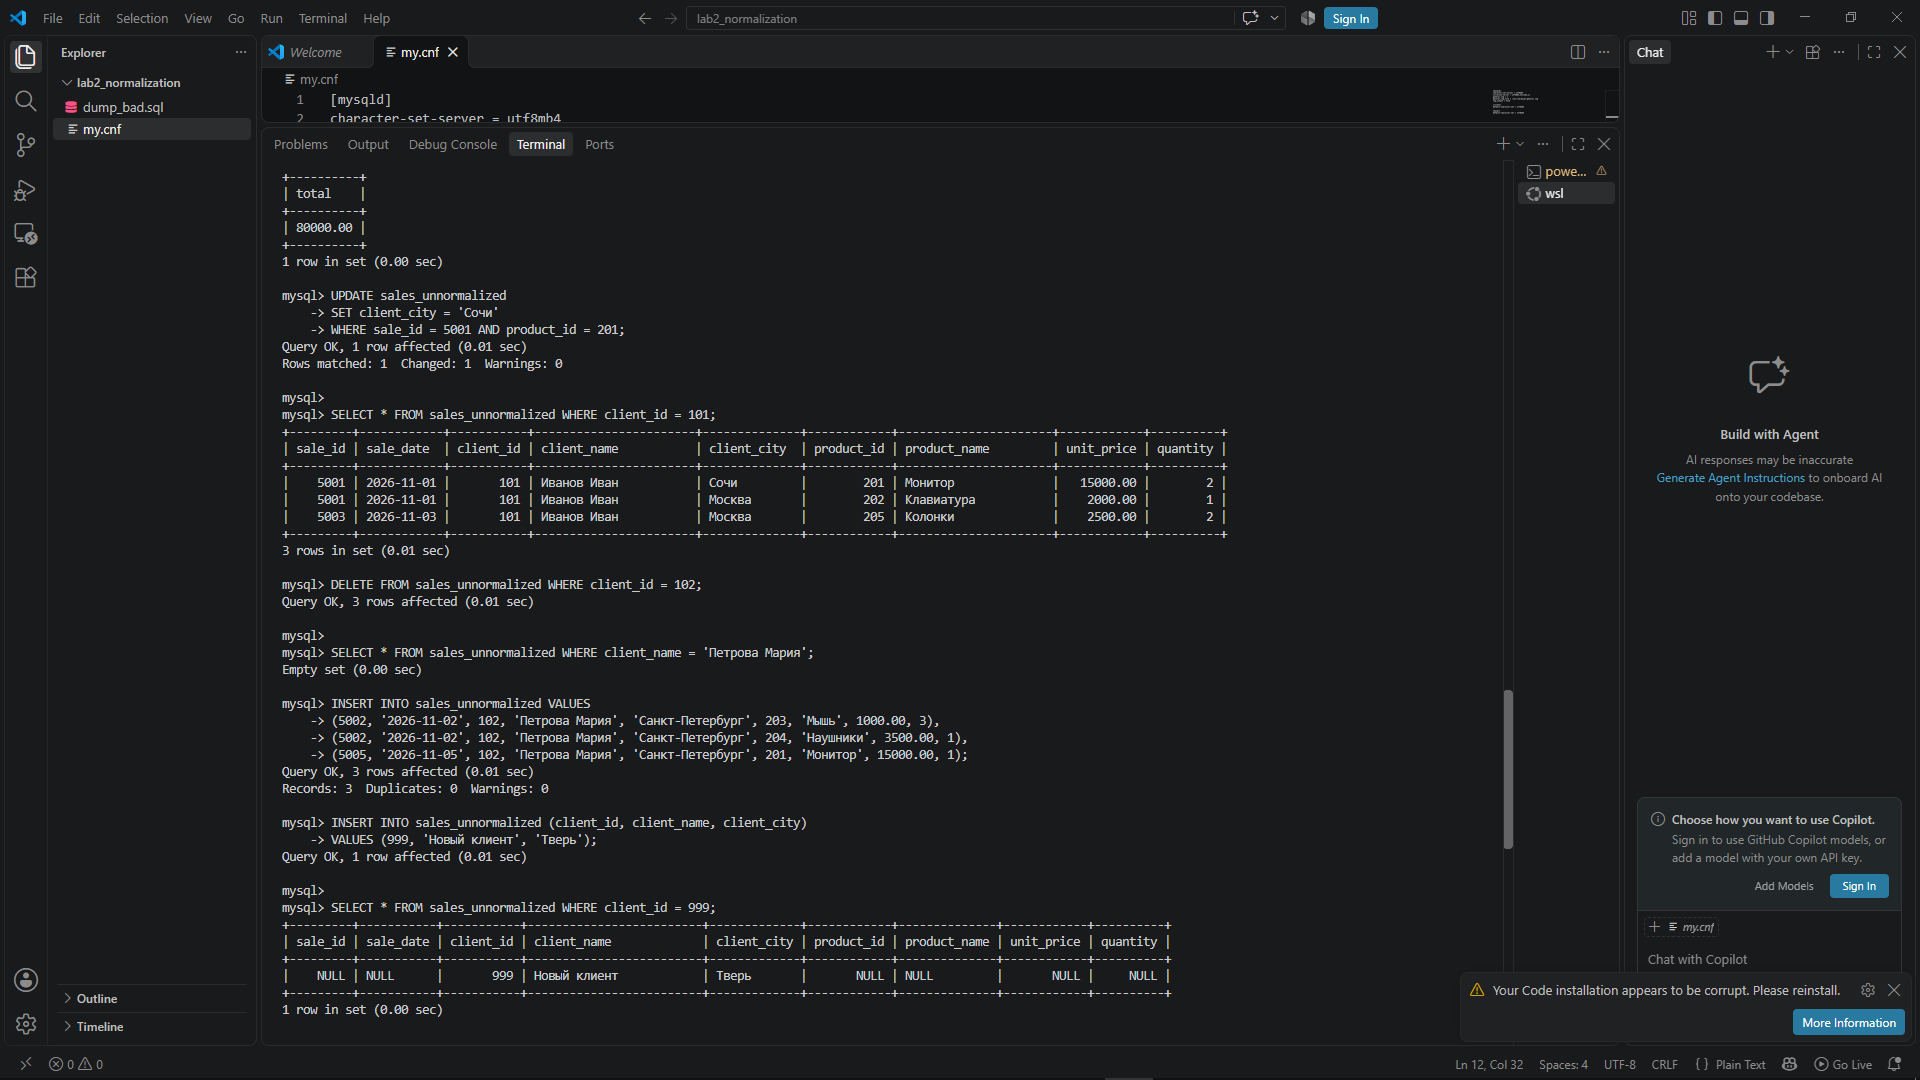 File Edit Selection View Go Run Terminal Help
lab2_normalization
Sign In
Explorer
lab2_normalization
dump_bad.sql
my.cnf
Outline
Timeline
Welcome
my.cnf
my.cnf
1 [mysqld]
2 character-set-server = utf8mb4
Problems Output Debug Console Terminal Ports
powe...
wsl
+----------+
| total    |
+----------+
| 80000.00 |
+----------+
1 row in set (0.00 sec)
mysql> UPDATE sales_unnormalized
    -> SET client_city = 'Сочи'
    -> WHERE sale_id = 5001 AND product_id = 201;
Query OK, 1 row affected (0.01 sec)
Rows matched: 1  Changed: 1  Warnings: 0
mysql>
mysql> SELECT * FROM sales_unnormalized WHERE client_id = 101;
+---------+------------+-----------+-----------------------+--------------+------------+----------------------+------------+----------+
| sale_id | sale_date  | client_id | client_name           | client_city  | product_id | product_name         | unit_price | quantity |
+---------+------------+-----------+-----------------------+--------------+------------+----------------------+------------+----------+
|    5001 | 2026-11-01 |       101 | Иванов Иван           | Сочи         |        201 | Монитор              |   15000.00 |        2 |
|    5001 | 2026-11-01 |       101 | Иванов Иван           | Москва       |        202 | Клавиатура           |    2000.00 |        1 |
|    5003 | 2026-11-03 |       101 | Иванов Иван           | Москва       |        205 | Колонки              |    2500.00 |        2 |
+---------+------------+-----------+-----------------------+--------------+------------+----------------------+------------+----------+
3 rows in set (0.01 sec)
mysql> DELETE FROM sales_unnormalized WHERE client_id = 102;
Query OK, 3 rows affected (0.01 sec)
mysql>
mysql> SELECT * FROM sales_unnormalized WHERE client_name = 'Петрова Мария';
Empty set (0.00 sec)
mysql> INSERT INTO sales_unnormalized VALUES
    -> (5002, '2026-11-02', 102, 'Петрова Мария', 'Санкт-Петербург', 203, 'Мышь', 1000.00, 3),
    -> (5002, '2026-11-02', 102, 'Петрова Мария', 'Санкт-Петербург', 204, 'Наушники', 3500.00, 1),
    -> (5005, '2026-11-05', 102, 'Петрова Мария', 'Санкт-Петербург', 201, 'Монитор', 15000.00, 1);
Query OK, 3 rows affected (0.01 sec)
Records: 3  Duplicates: 0  Warnings: 0
mysql> INSERT INTO sales_unnormalized (client_id, client_name, client_city)
    -> VALUES (999, 'Новый клиент', 'Тверь');
Query OK, 1 row affected (0.01 sec)
mysql>
mysql> SELECT * FROM sales_unnormalized WHERE client_id = 999;
+---------+-----------+-----------+------------------------+-------------+------------+--------------+------------+----------+
| sale_id | sale_date | client_id | client_name            | client_city | product_id | product_name | unit_price | quantity |
+---------+-----------+-----------+------------------------+-------------+------------+--------------+------------+----------+
|    NULL | NULL      |       999 | Новый клиент           | Тверь       |       NULL | NULL         |       NULL |     NULL |
+---------+-----------+-----------+------------------------+-------------+------------+--------------+------------+----------+
1 row in set (0.00 sec)
Chat
Build with Agent
AI responses may be inaccurate
Generate Agent Instructions to onboard AI
onto your codebase.
Choose how you want to use Copilot.
Sign in to use GitHub Copilot models, or
add a model with your own API key.
Add Models Sign In
my.cnf
Chat with Copilot
Your Code installation appears to be corrupt. Please reinstall.
More Information
0 0
Ln 12, Col 32 Spaces: 4 UTF-8 CRLF { } Plain Text Go Live